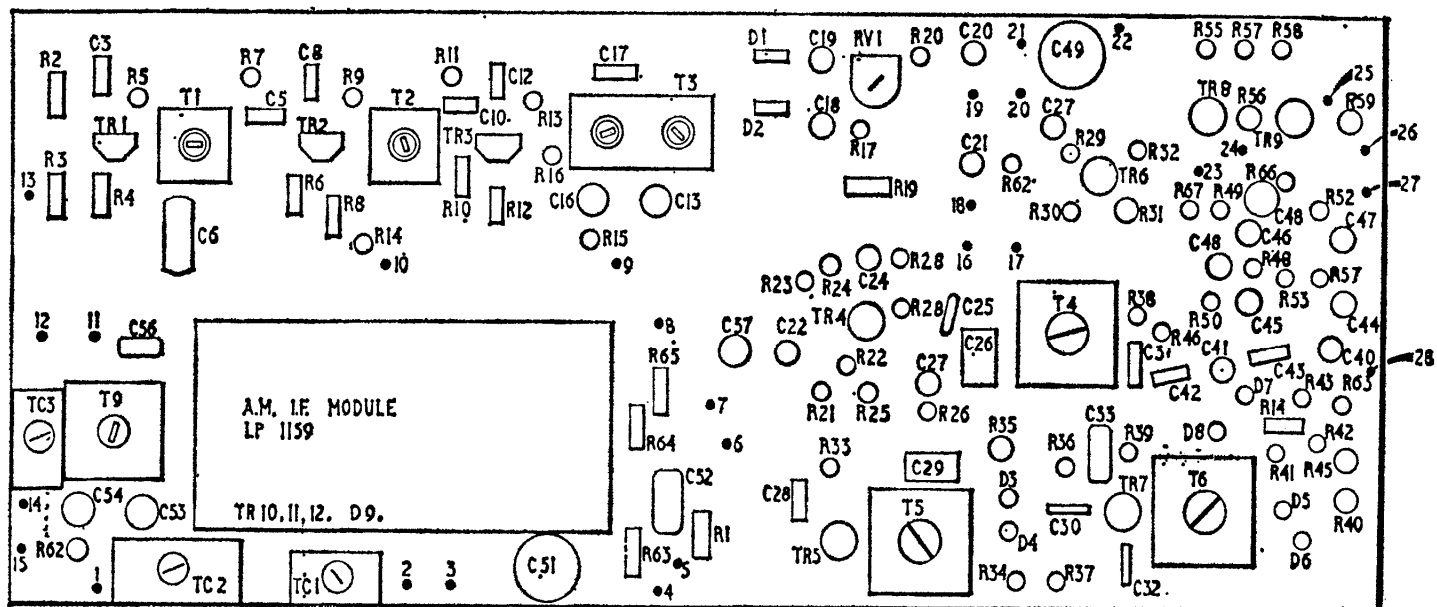 R2
C3
R5
R7
C8
R9
R11
C12
C17
D1
C19
RV1
R20
C20
21
C49
22
R55
R57
R58
25
T1
C5
T2
C10
R13
T3
D2
C18
R17
19
20
C27
TR8
R56
TR9
R59
TR1
TR2
TR3
R16
C21
R62
R29
R32
24
26
R3
13
R4
R6
R8
R10
R12
C16
C13
R19
18
TR6
23
R66
R67
R49
R52
27
C6
R14
10
R15
9
R30
R31
C48
C46
C47
C48
R23
R24
C24
R28
16
17
R48
R53
R57
12
11
C56
8
C57
C22
TR4
R28
C25
C26
T4
R38
R46
R50
C45
C44
R65
R22
C27
C31
C42
C41
C43
C40
28
TC3
T9
A.M. I.F. MODULE
LP 1159
7
R64
6
R21
R25
R26
D7
R43
R63
R14
C52
R33
C29
R35
R36
C33
R39
D8
R41
R42
R45
14
C54
C53
TR 10,11,12. D9.
C28
T5
D3
C30
TR7
T6
D5
R40
15
R62
1
TC2
TC1
2
3
C51
R63
R1
5
4
TR5
D4
R34
R37
C32
D6